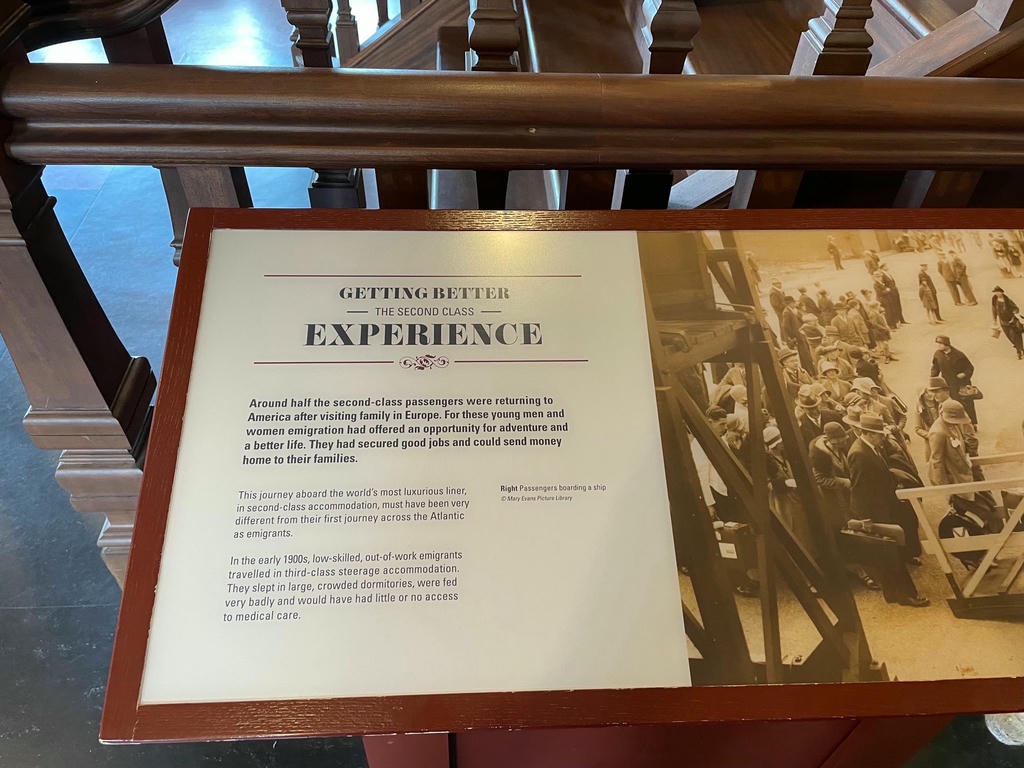 GETTING BETTER
THE SECOND CLASS
EXPERIENCE
Around half the second-class passengers were returning to
America after visiting family in Europe. For these young men and
women emigration had offered an opportunity for adventure and
a better life. They had secured good jobs and could send money
home to their families.
This journey aboard the world's most luxurious liner,
in second-class accommodation, must have been very
different from their first journey across the Atlantic
as emigrants.
In the early 1900s, low-skilled, out-of-work emigrants
travelled in third-class steerage accommodation.
They slept in large, crowded dormitories, were fed
very badly and would have had little or no access
to medical care.
Right Passengers boarding a ship
© Mary Evans Picture Library